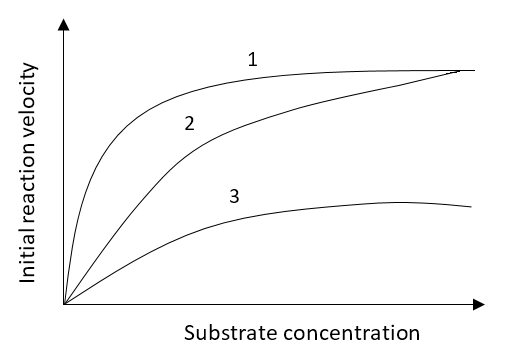 1
2
3
Initial reaction velocity
Substrate concentration